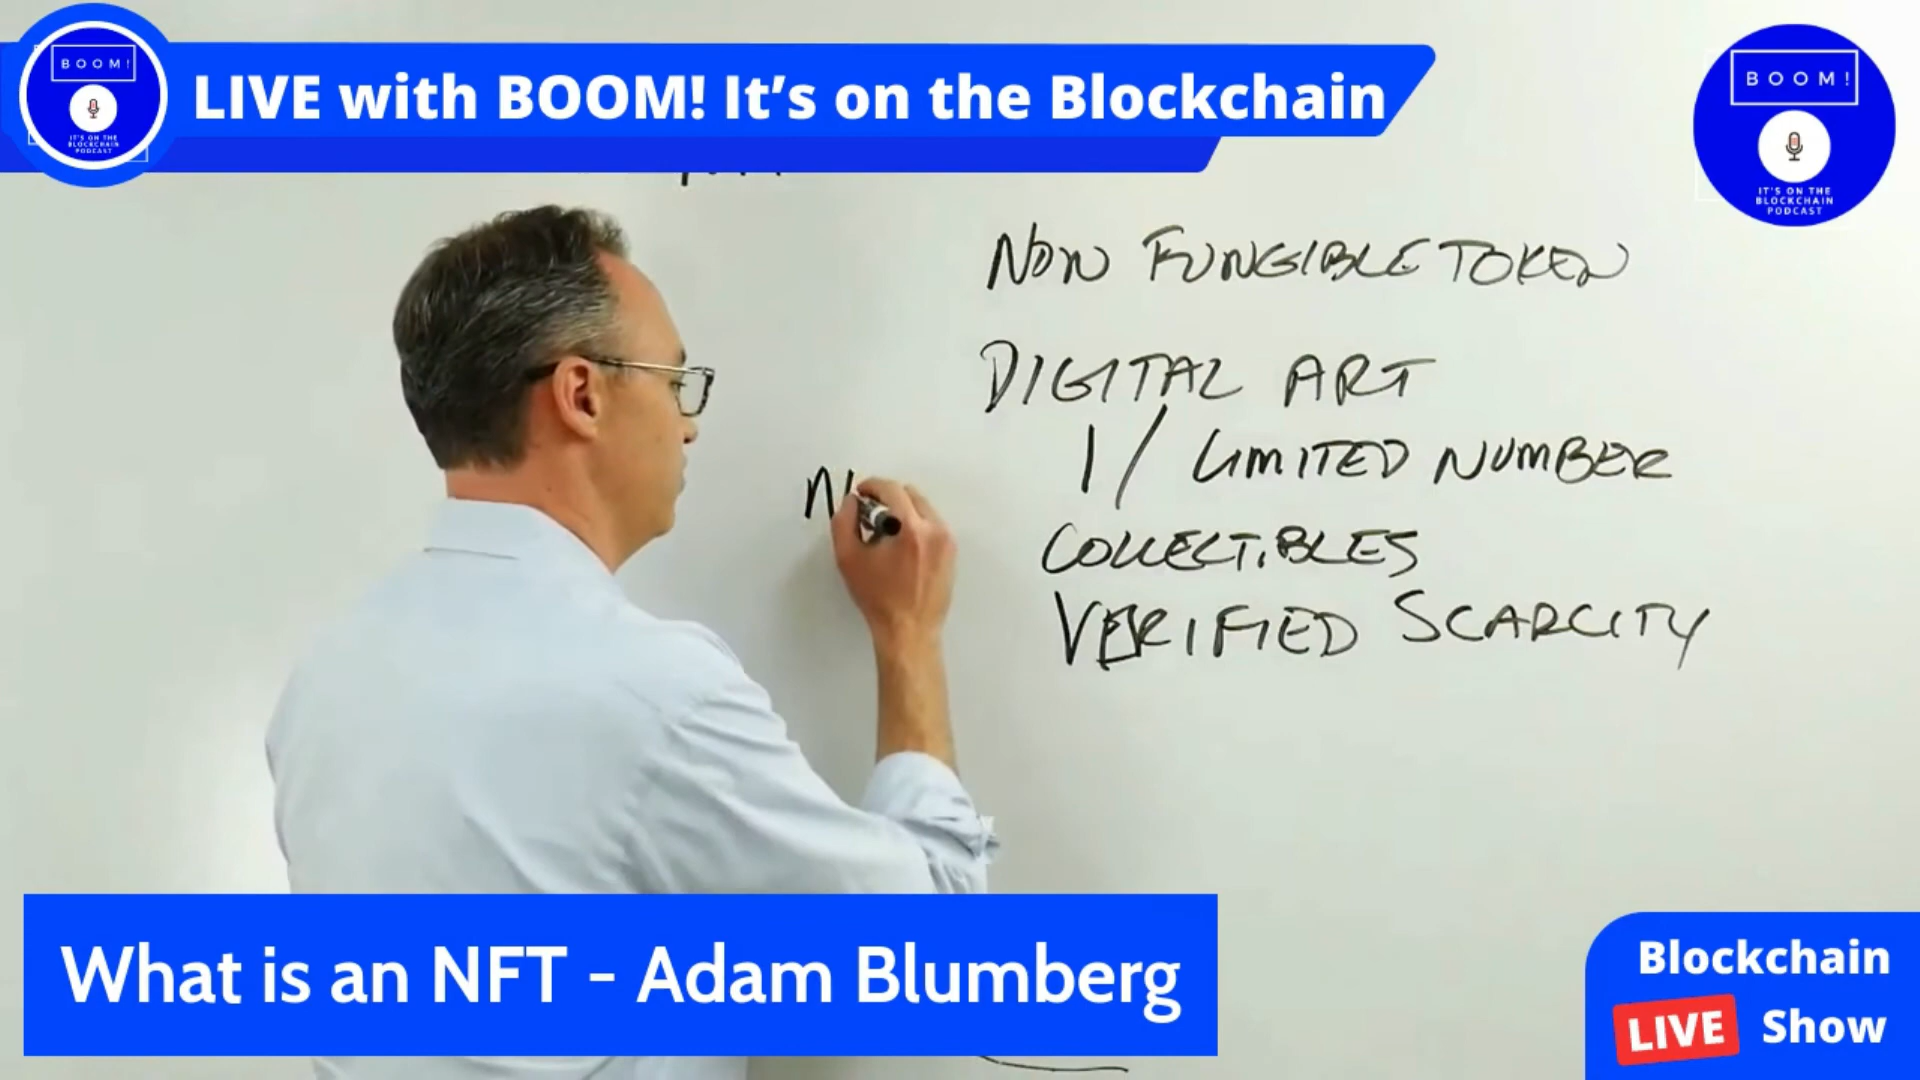 BOOM!
IT'S ON THE
BLOCKCHAIN
PODCAST
LIVE with BOOM! It's on the Blockchain
BOOM!
IT'S ON THE
BLOCKCHAIN
PODCAST
NON FUNGIBLE TOKEN
DIGITAL ART
1 / LIMITED NUMBER
COLLECTIBLES
VERIFIED SCARCITY
What is an NFT - Adam Blumberg
Blockchain
LIVE Show